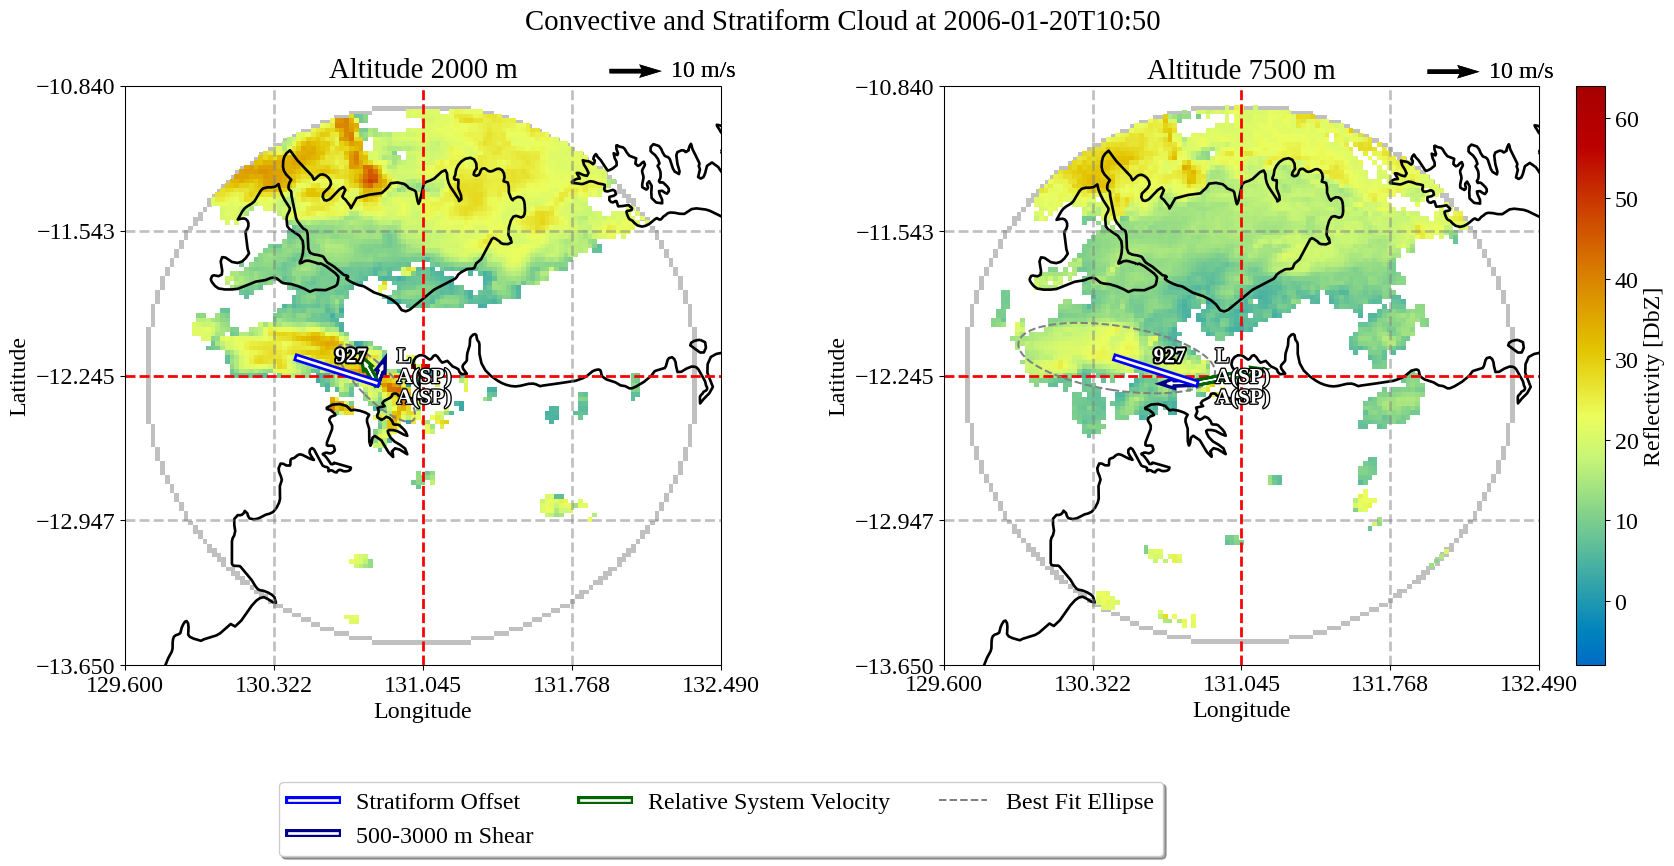 Convective and Stratiform Cloud at 2006-01-20T10:50
Altitude 2000 m
10 m/s
−10.840
−11.543
−12.245
−12.947
−13.650
129.600
130.322
131.045
131.768
132.490
Latitude
Longitude
927
L
A(SP)
A(SP)
Altitude 7500 m
10 m/s
−10.840
−11.543
−12.245
−12.947
−13.650
129.600
130.322
131.045
131.768
132.490
Latitude
Longitude
927
L
A(SP)
A(SP)
60
50
40
30
20
10
0
Reflectivity [DbZ]
Stratiform Offset
500-3000 m Shear
Relative System Velocity
Best Fit Ellipse